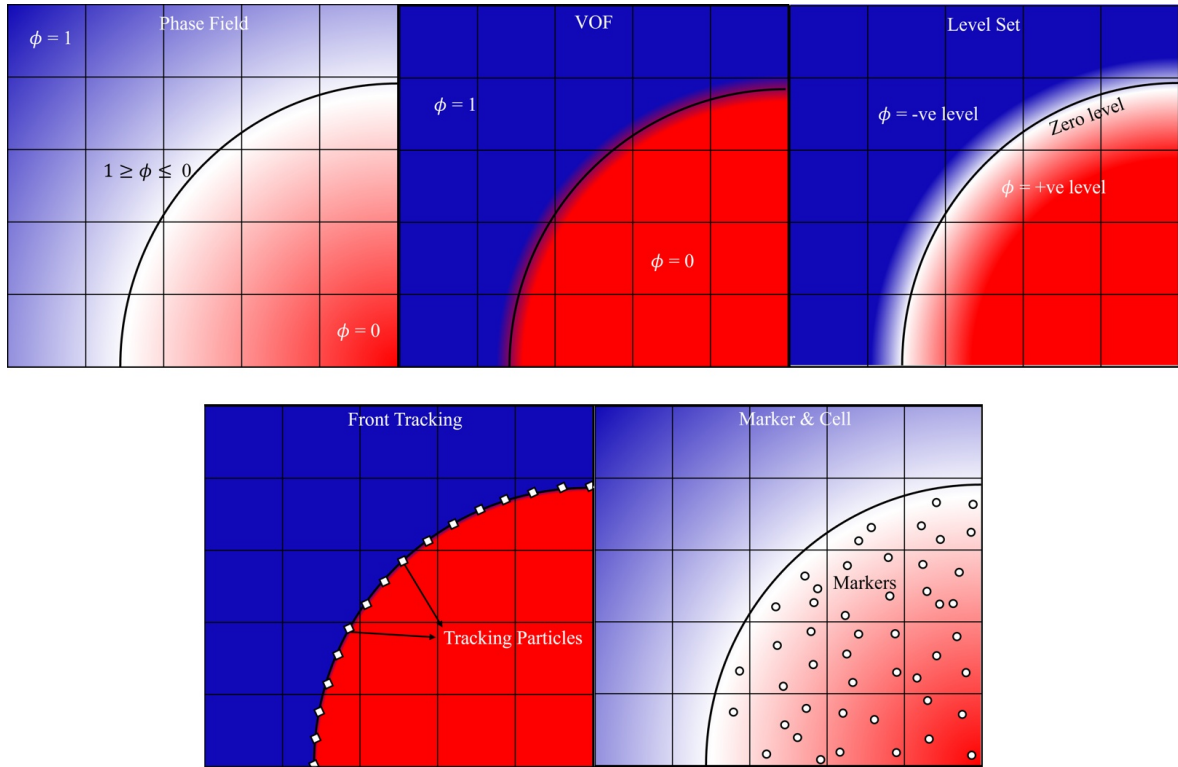 Phase Field
ϕ = 1
1 ≥ ϕ ≤ 0
ϕ = 0
VOF
ϕ = 1
ϕ = 0
Level Set
ϕ = -ve level
Zero level
ϕ = +ve level
Front Tracking
Tracking Particles
Marker & Cell
Markers